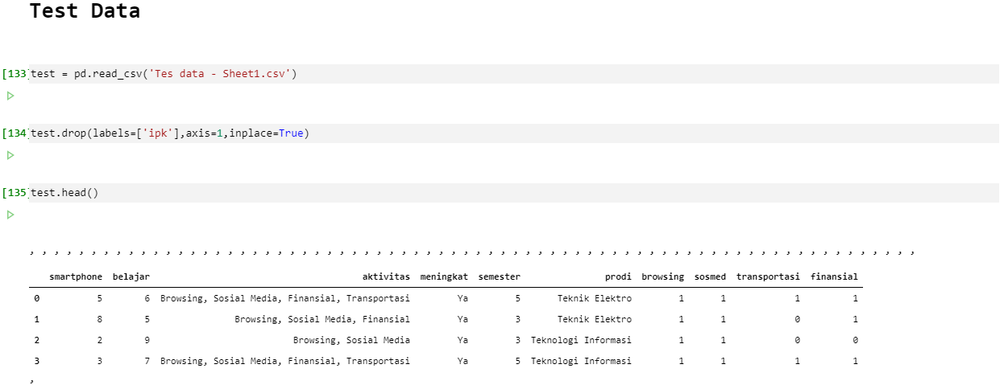 Test Data
[133]test = pd.read_csv('Tes data - Sheet1.csv')
[134]test.drop(labels=['ipk'],axis=1,inplace=True)
[135]test.head()
, , , , , , , , , , , , , , , , , , , , , , , , , , , , , , , , , , , , , , , , , , , , , , , , , , , , , , , , , , , , , , , , , , , , , , , ,
smartphone belajar aktivitas meningkat semester prodi browsing sosmed transportasi finansial
0 5 6 Browsing, Sosial Media, Finansial, Transportasi Ya 5 Teknik Elektro 1 1 1 1
1 8 5 Browsing, Sosial Media, Finansial Ya 3 Teknik Elektro 1 1 0 1
2 2 9 Browsing, Sosial Media Ya 3 Teknologi Informasi 1 1 0 0
3 3 7 Browsing, Sosial Media, Finansial, Transportasi Ya 5 Teknologi Informasi 1 1 1 1
,